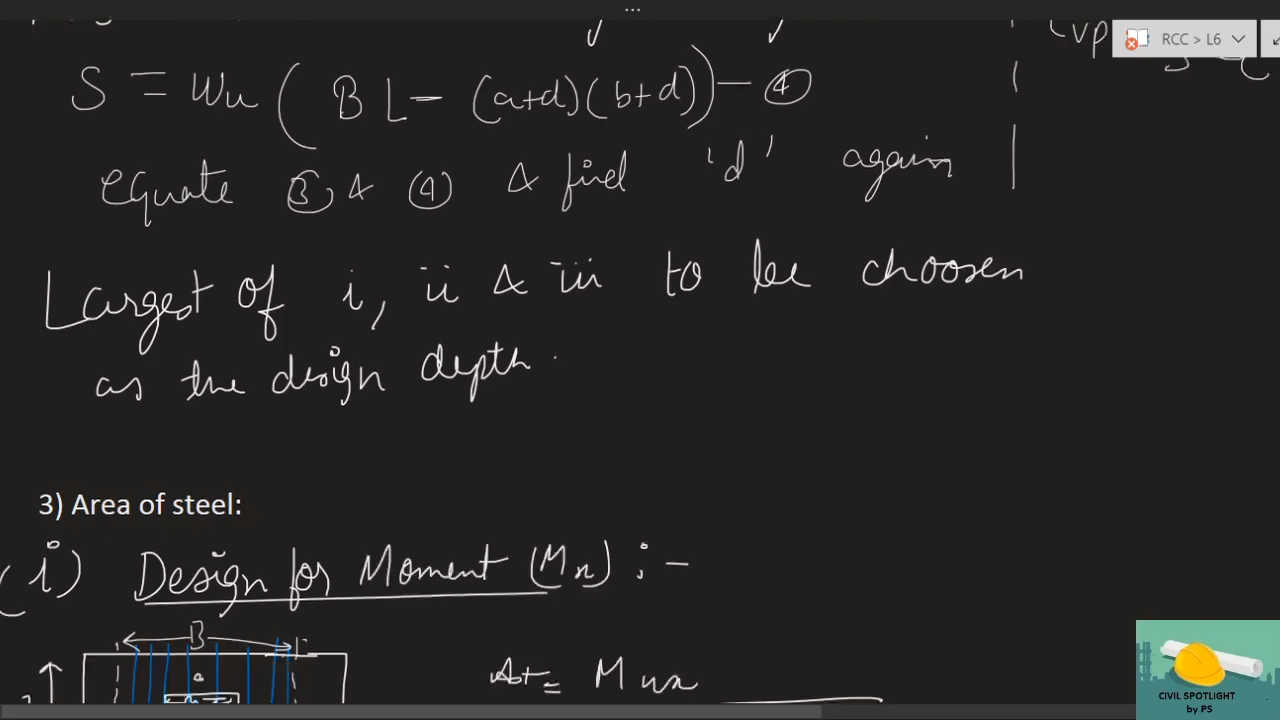 ...
RCC > L6
S = Wu ( B L - (a+d)(b+d)) - ④
equate ③ & ④ & find 'd' again
Largest of i, ii & iii to be choosen
as the design depth.
3) Area of steel:
(i) Design for Moment (Mx) :-
B
a
Ast = Mux
CIVIL SPOTLIGHT
by PS